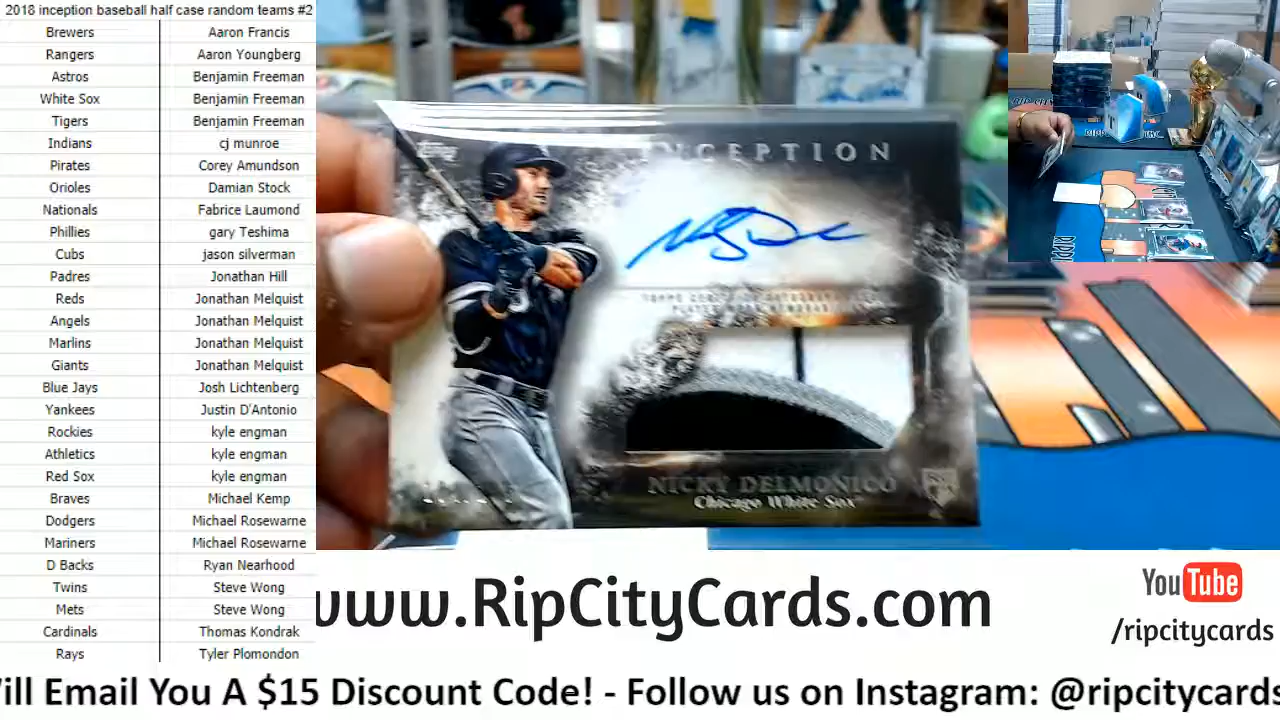 2018 inception baseball half case random teams #2
Brewers Aaron Francis
Rangers Aaron Youngberg
Astros Benjamin Freeman
White Sox Benjamin Freeman
Tigers Benjamin Freeman
Indians cj munroe
Pirates Corey Amundson
Orioles Damian Stock
Nationals Fabrice Laumond
Phillies gary Teshima
Cubs jason silverman
Padres Jonathan Hill
Reds Jonathan Melquist
Angels Jonathan Melquist
Marlins Jonathan Melquist
Giants Jonathan Melquist
Blue Jays Josh Lichtenberg
Yankees Justin D'Antonio
Rockies kyle engman
Athletics kyle engman
Red Sox kyle engman
Braves Michael Kemp
Dodgers Michael Rosewarne
Mariners Michael Rosewarne
D Backs Ryan Nearhood
Twins Steve Wong
Mets Steve Wong
Cardinals Thomas Kondrak
Rays Tyler Plomondon
INCEPTION
NICKY DELMONICO
Chicago White Sox
www.RipCityCards.com
YouTube
/ripcitycards
ill Email You A $15 Discount Code! - Follow us on Instagram: @ripcitycards